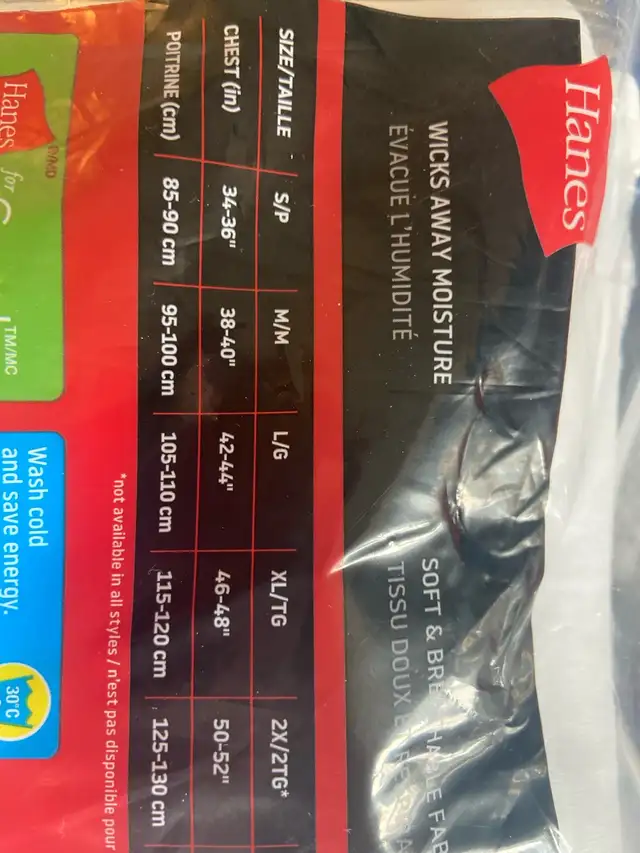 Hanes
WICKS AWAY MOISTURE
ÉVACUE L'HUMIDITÉ
SOFT &
TISSU DOUX
SIZE/TAILLE S/P M/M L/G XL/TG 2X/2TG*
CHEST (in) 34-36" 38-40" 42-44" 46-48" 50-52"
POITRINE (cm) 85-90 cm 95-100 cm 105-110 cm 115-120 cm 125-130 cm
*not available in all styles / n'est pas disponible pour
Hanes for
TM/MC
Wash cold
and save energy.
30°C